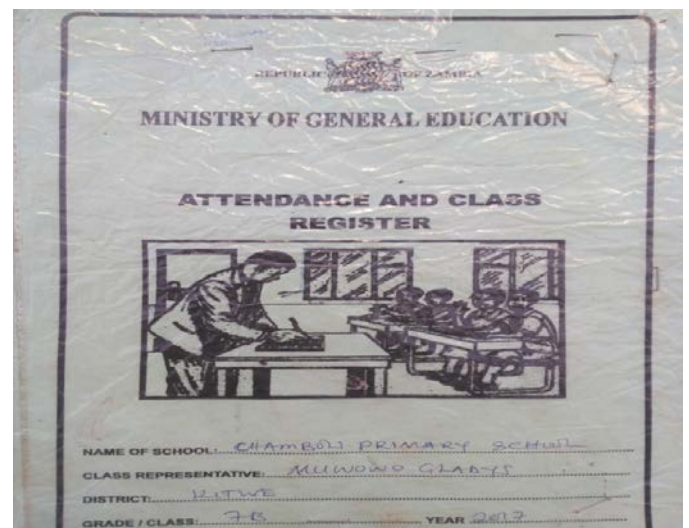 REPUBLIC OF ZAMBIA
MINISTRY OF GENERAL EDUCATION
ATTENDANCE AND CLASS
REGISTER
NAME OF SCHOOL: CHAMBOLI PRIMARY SCHOOL
CLASS REPRESENTATIVE: MUWOWO GLADYS
DISTRICT: KITWE
GRADE / CLASS: 7B YEAR 2017